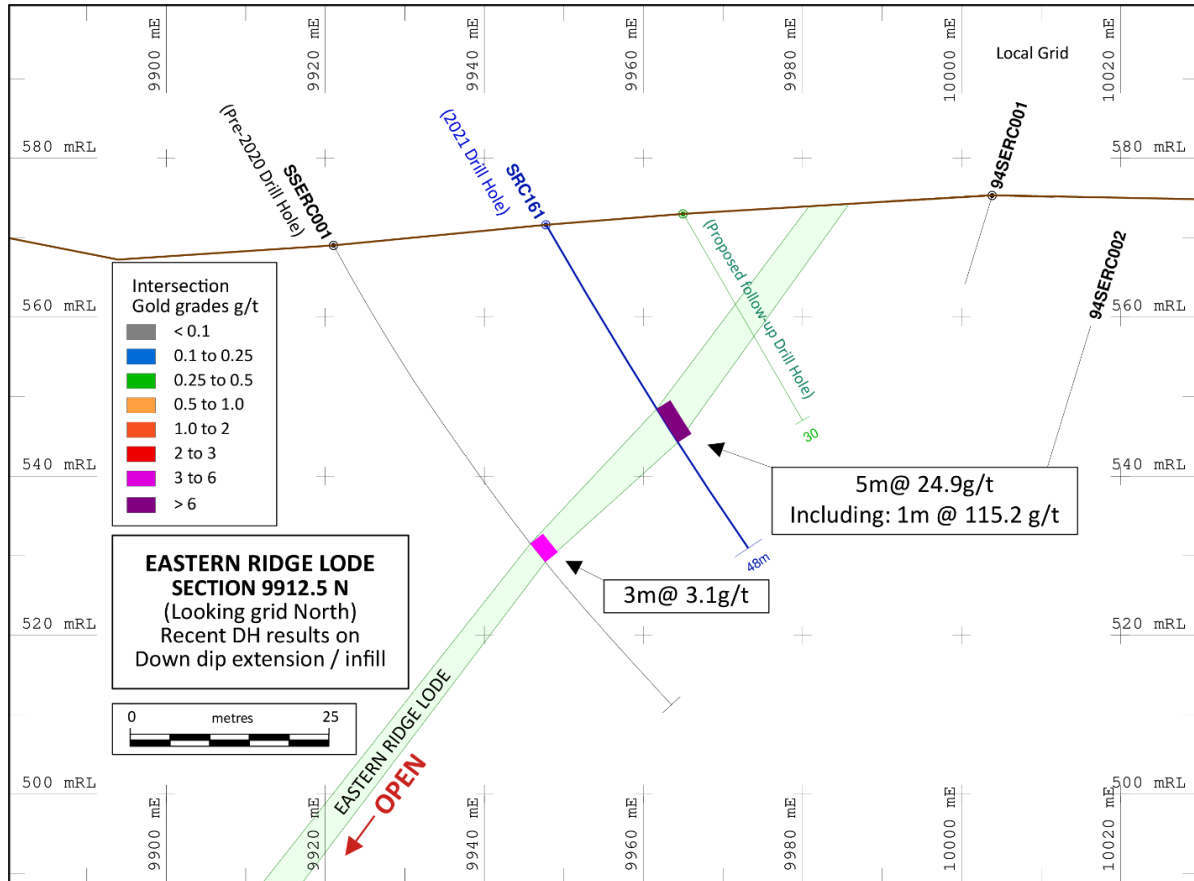 9900 mE
9920 mE
9940 mE
9960 mE
9980 mE
10000 mE
10020 mE
Local Grid
580 mRL
580 mRL
(Pre-2020 Drill Hole)
SSERC001
(2021 Drill Hole)
SRC161
(Proposed follow-up Drill Hole)
94SERC001
94SERC002
560 mRL
560 mRL
Intersection
Gold grades g/t
< 0.1
0.1 to 0.25
0.25 to 0.5
0.5 to 1.0
1.0 to 2
2 to 3
3 to 6
>6
30
540 mRL
540 mRL
5m@ 24.9g/t
Including: 1m @ 115.2 g/t
48m
3m@ 3.1g/t
EASTERN RIDGE LODE
SECTION 9912.5 N
(Looking grid North)
Recent DH results on
Down dip extension / infill
520 mRL
520 mRL
0 metres 25
EASTERN RIDGE LODE
OPEN
500 mRL
500 mRL
9900 mE
9920 mE
9940 mE
9960 mE
9980 mE
10000 mE
10020 mE